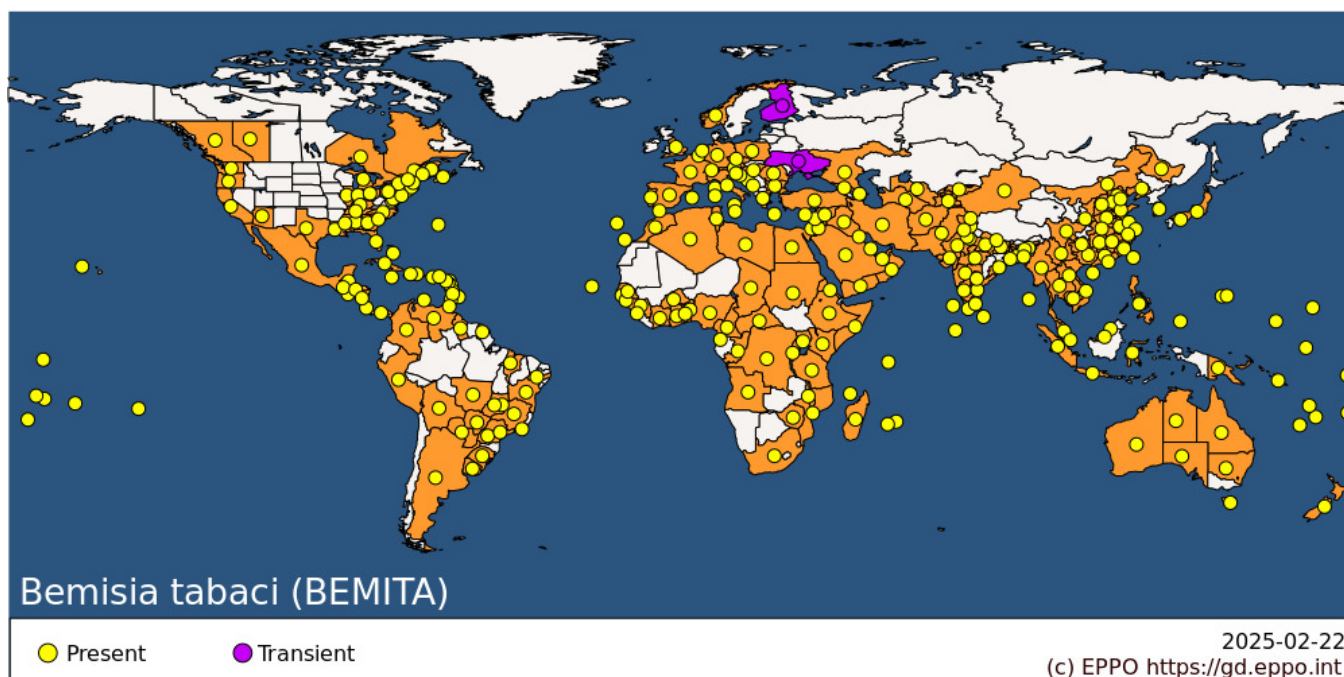 Bemisia tabaci (BEMITA)
Present
Transient
2025-02-22
(c) EPPO https://gd.eppo.int